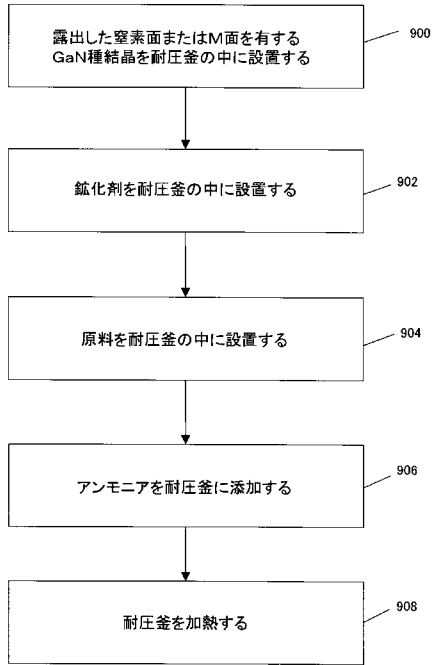 露出した窒素面またはM面を有する
GaN種結晶を耐圧釜の中に設置する
900
鉱化剤を耐圧釜の中に設置する
902
原料を耐圧釜の中に設置する
904
アンモニアを耐圧釜に添加する
906
耐圧釜を加熱する
908